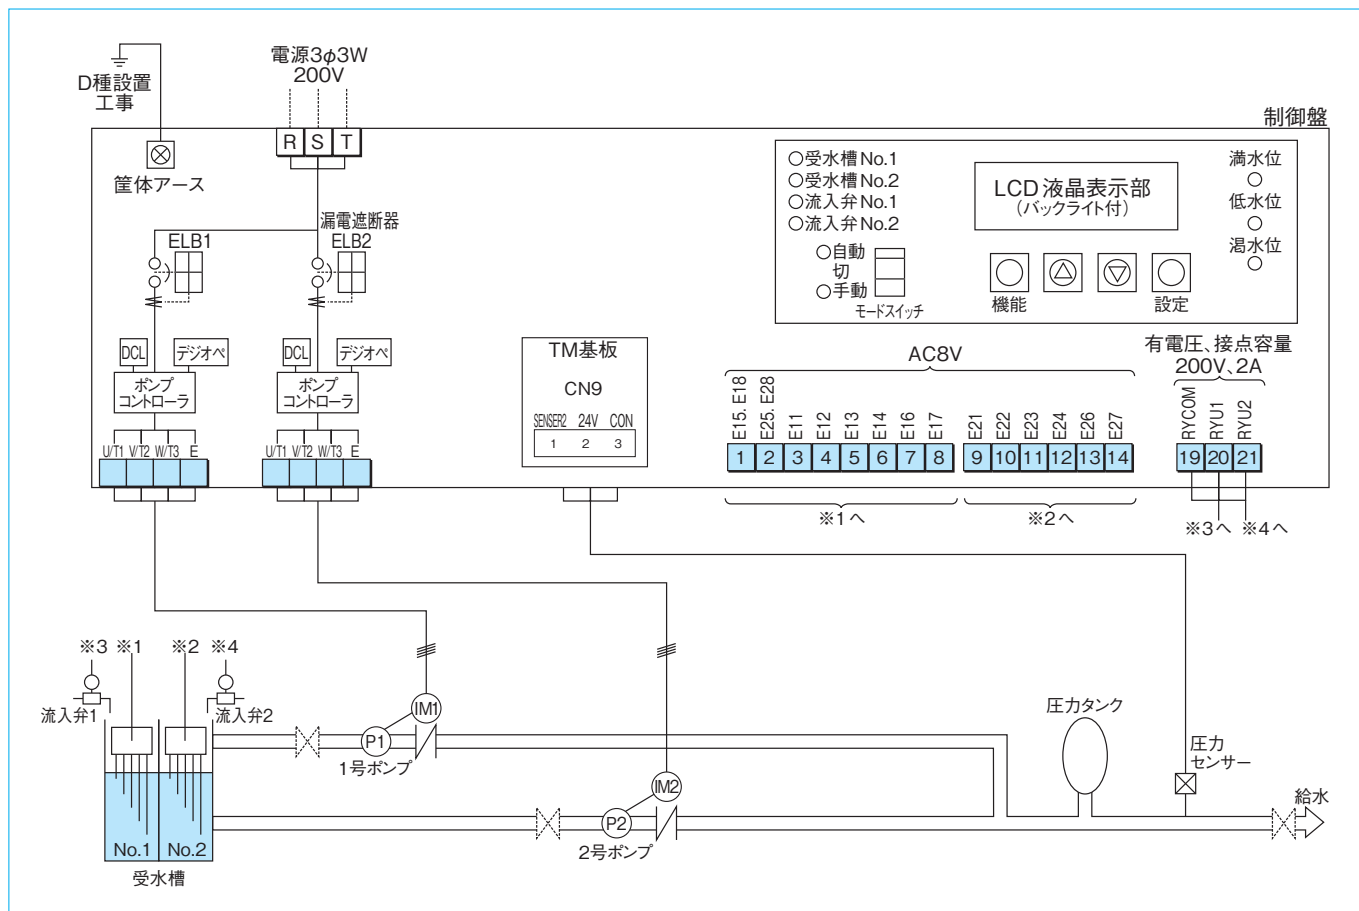 電源3φ3W
200V
D種設置
工事
制御盤
R S T
筐体アース
受水槽No.1
受水槽No.2
流入弁No.1
流入弁No.2
自動
切
手動
モードスイッチ
LCD液晶表示部
(バックライト付)
機能
設定
満水位
低水位
渇水位
漏電遮断器
ELB1
ELB2
DCL デジオペ
ポンプ
コントローラ
DCL デジオペ
ポンプ
コントローラ
U/T1 V/T2 W/T3 E
U/T1 V/T2 W/T3 E
TM基板
CN9
SENSER2 24V CON
1 2 3
AC8V
E15. E18 E25. E28 E11 E12 E13 E14 E16 E17 E21 E22 E23 E24 E26 E27
1 2 3 4 5 6 7 8 9 10 11 12 13 14
※1へ
※2へ
有電圧、接点容量
200V、2A
RYCOM RYU1 RYU2
19 20 21
※3へ ※4へ
※3 ※1 ※2 ※4
流入弁1
流入弁2
IM1
P1
1号ポンプ
IM2
P2
2号ポンプ
圧力タンク
圧力
センサー
給水
No.1 No.2
受水槽